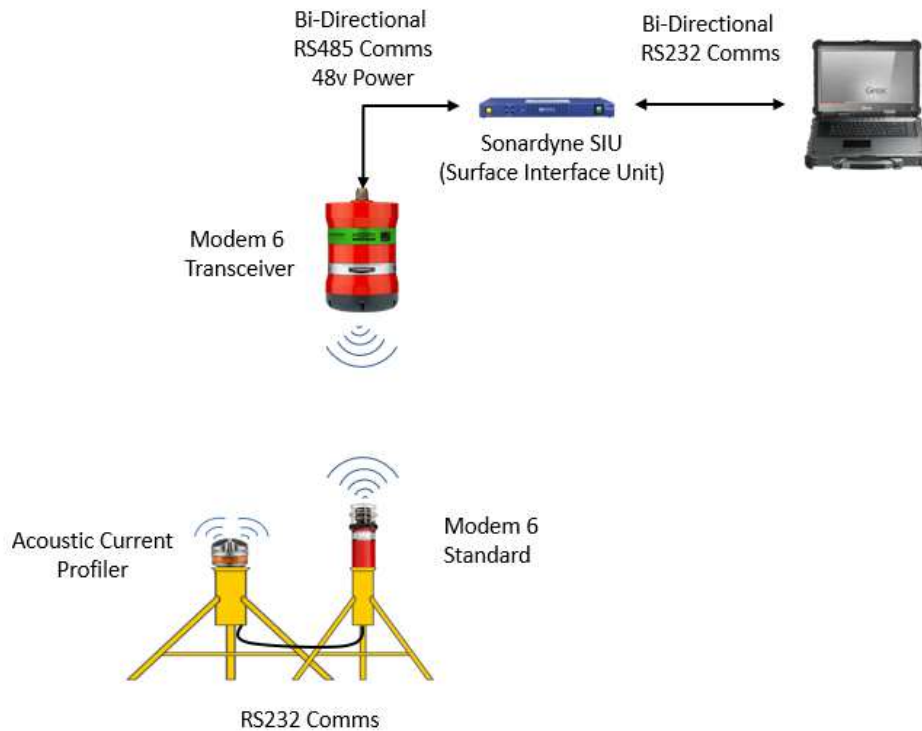 Bi-Directional
RS485 Comms
48v Power
Bi-Directional
RS232 Comms
Sonardyne SIU
(Surface Interface Unit)
Modem 6
Transceiver
Acoustic Current
Profiler
Modem 6
Standard
RS232 Comms